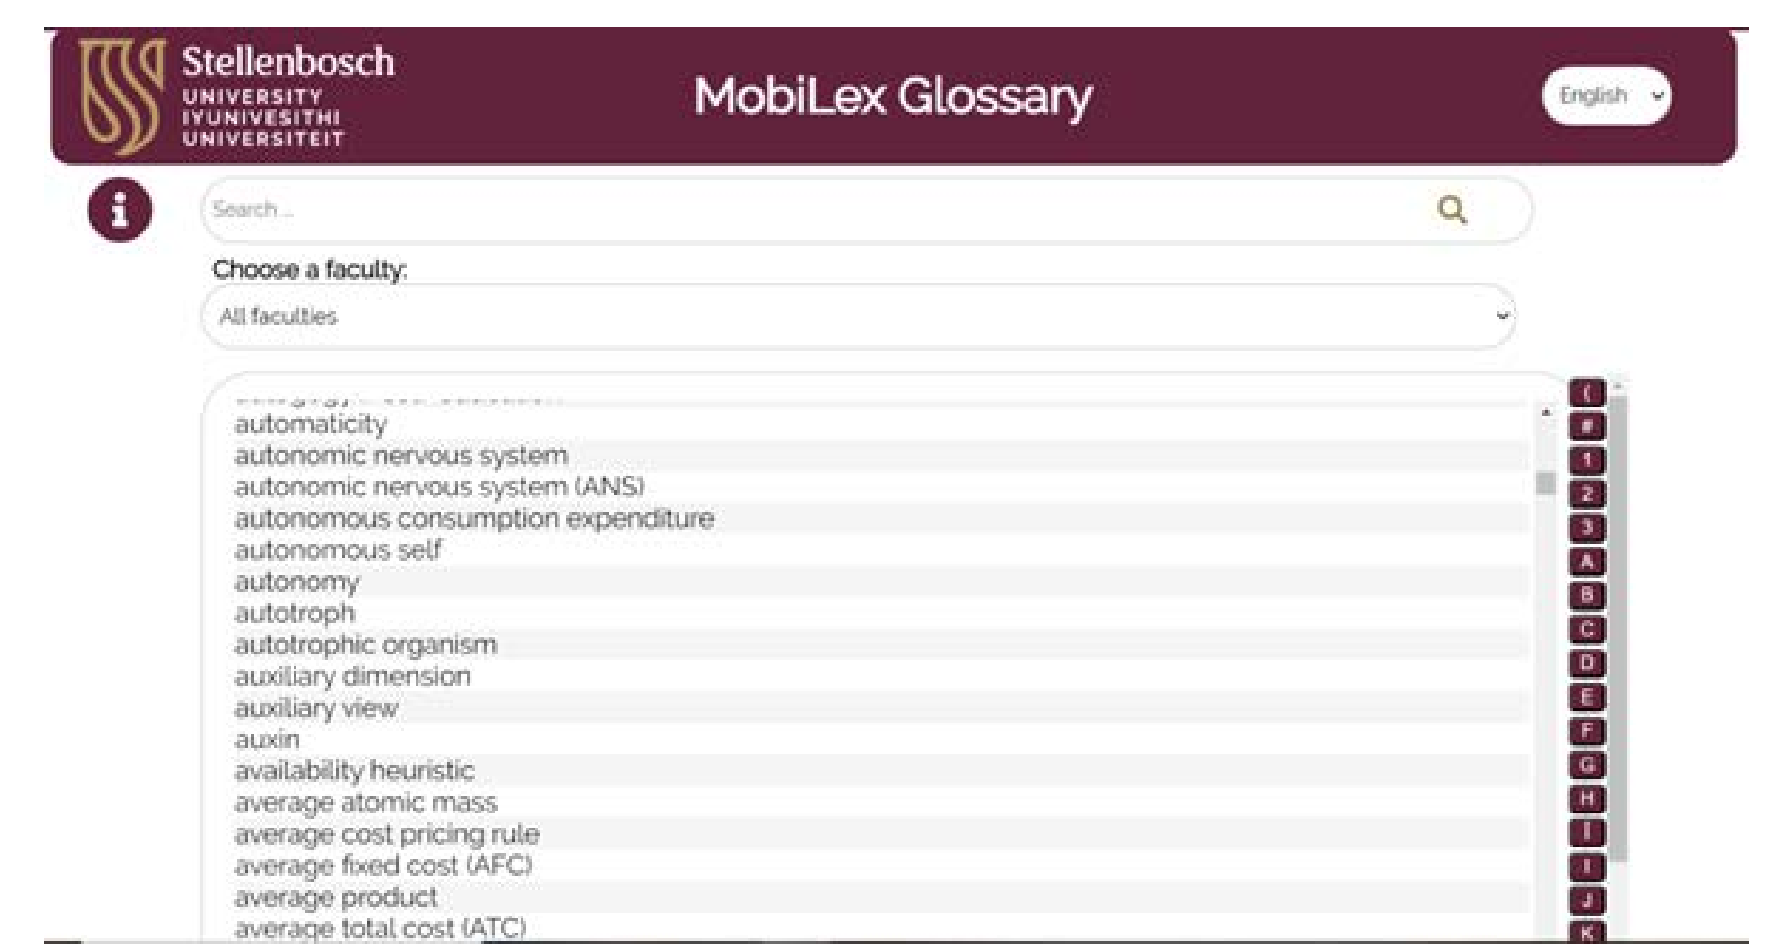 Stellenbosch
UNIVERSITY
IYUNIVESITHI
UNIVERSITEIT
MobiLex Glossary
English
Search ...
Choose a faculty:
All faculties
automaticity
autonomic nervous system
autonomic nervous system (ANS)
autonomous consumption expenditure
autonomous self
autonomy
autotroph
autotrophic organism
auxiliary dimension
auxiliary view
auxin
availability heuristic
average atomic mass
average cost pricing rule
average fixed cost (AFC)
average product
average total cost (ATC)
(
#
1
2
3
A
B
C
D
E
F
G
H
I
J
K